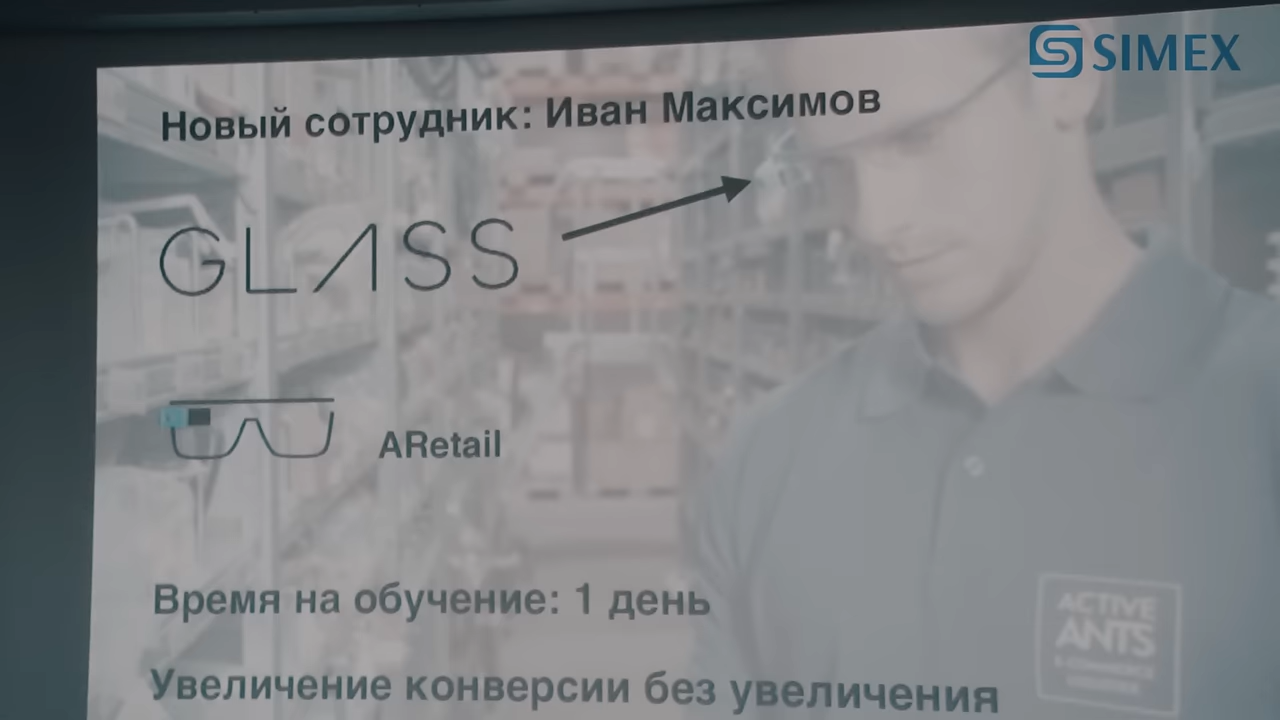 SIMEX
Новый сотрудник: Иван Максимов
GLASS
ARetail
Время на обучение: 1 день
ACTIVE
ANTS
Увеличение конверсии без увеличения